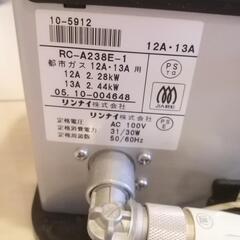 10-5912
12A・13A
RC-A238E-1
都市ガス 12A・13A 用
12A 2.28kW
13A 2.44kW
05.10-004648
リンナイ株式会社
PS
TG
JIA
リンナイ株式会社
定格電圧 AC 100V
定格消費電力 31/30W
定格周波数 50/60Hz
PS
E